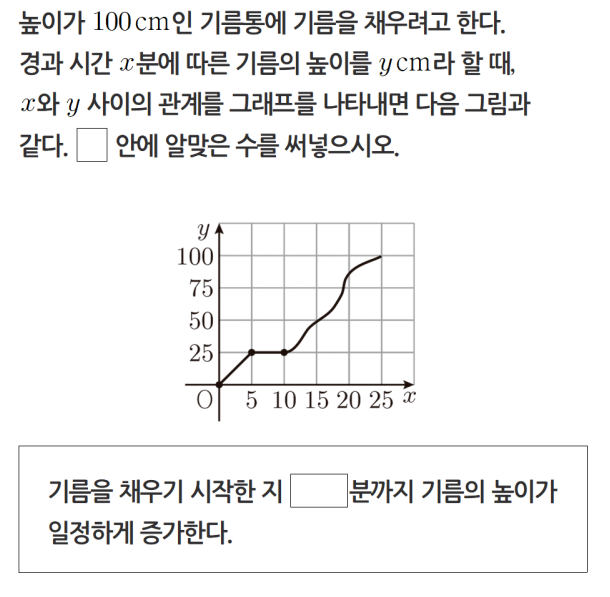 높이가 100 cm인 기름통에 기름을 채우려고 한다.
경과 시간 x분에 따른 기름의 높이를 y cm라 할 때,
x와 y 사이의 관계를 그래프를 나타내면 다음 그림과
같다. □ 안에 알맞은 수를 써넣으시오.
y
100
75
50
25
O 5 10 15 20 25 x
기름을 채우기 시작한 지 □분까지 기름의 높이가
일정하게 증가한다.